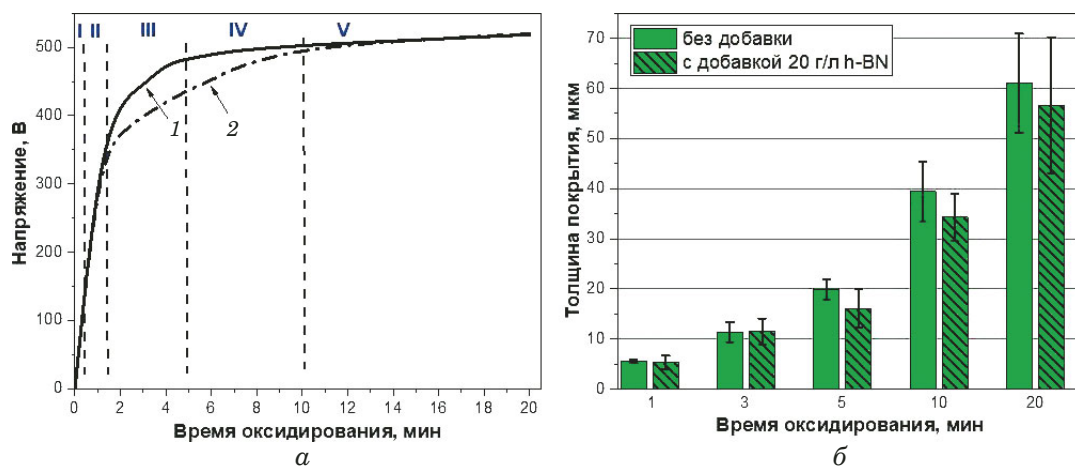 I II III IV V
500
400
300
200
100
0
Напряжение, В
1 2
0 2 4 6 8 10 12 14 16 18 20
Время оксидирования, мин
а
без добавки
с добавкой 20 г/л h-BN
70
60
50
40
30
20
10
0
Толщина покрытия, мкм
1 3 5 10 20
Время оксидирования, мин
б